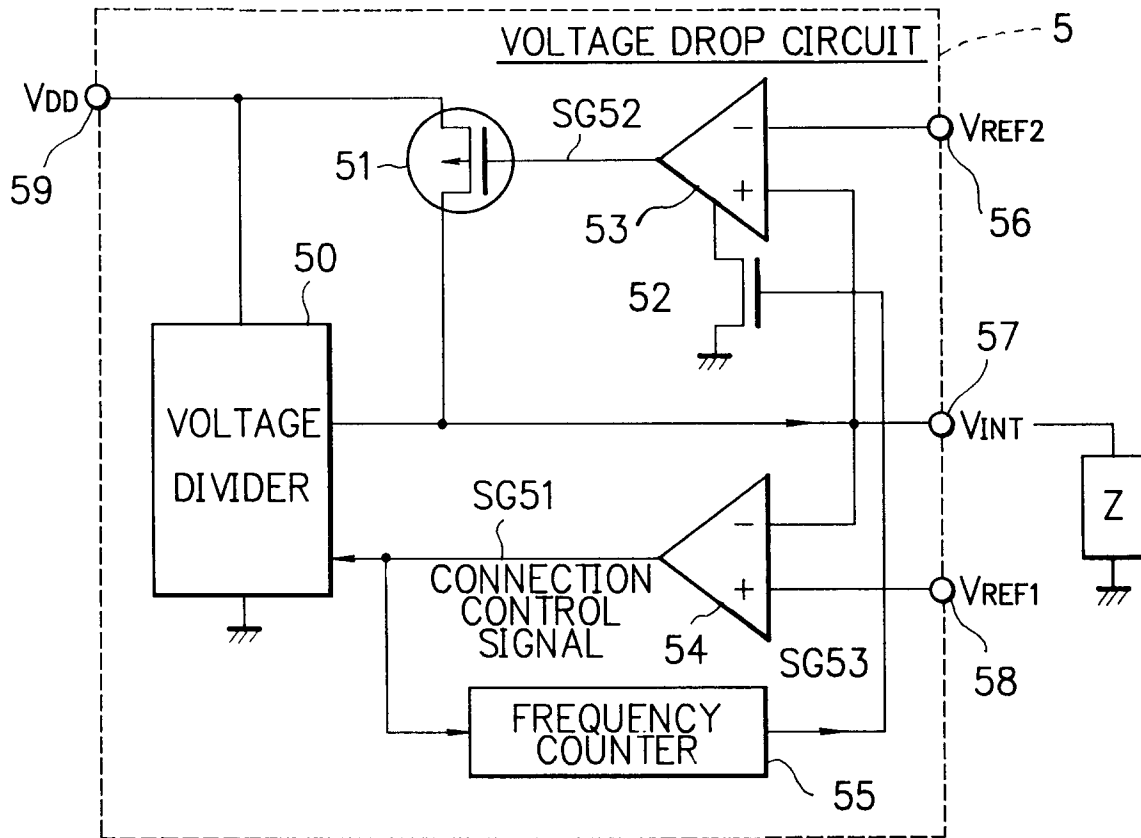 VOLTAGE DROP CIRCUIT
5
VDD
59
51
SG52
−
+
53
VREF2
56
50
52
VOLTAGE
DIVIDER
57
VINT
Z
SG51
CONNECTION
CONTROL
SIGNAL
−
+
54
VREF1
58
SG53
FREQUENCY
COUNTER
55